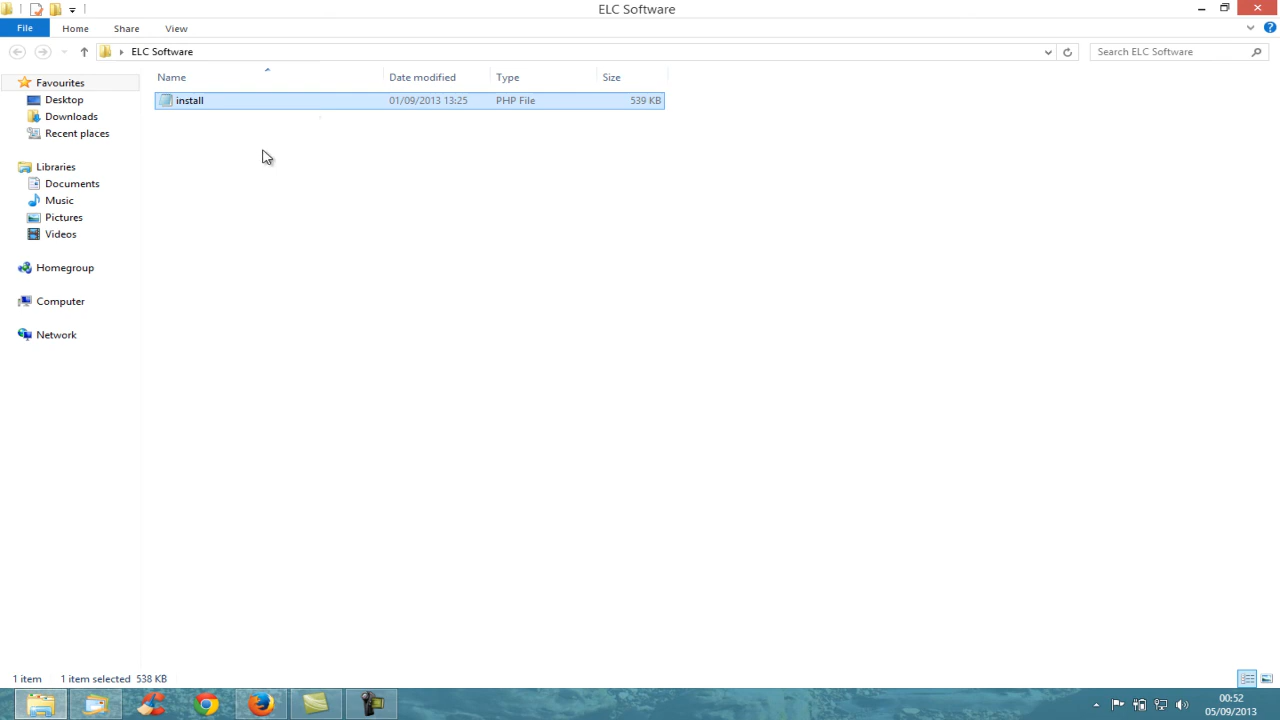 ELC Software
File Home Share View
ELC Software Search ELC Software
Name Date modified Type Size
install 01/09/2013 13:25 PHP File 539 KB
Favourites
Desktop
Downloads
Recent places
Libraries
Documents
Music
Pictures
Videos
Homegroup
Computer
Network
1 item 1 item selected 538 KB
00:52
05/09/2013